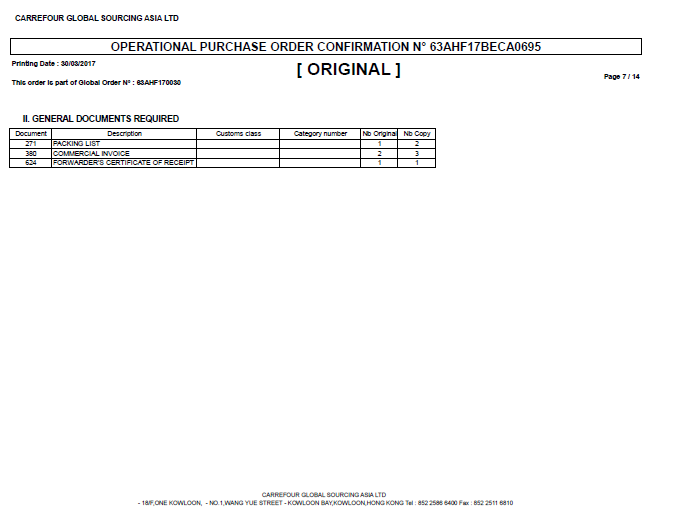 CARREFOUR GLOBAL SOURCING ASIA LTD
OPERATIONAL PURCHASE ORDER CONFIRMATION N° 63AHF17BECA0695
Printing Date : 30/03/2017
[ ORIGINAL ]
Page 7 / 14
This order is part of Global Order N° : 63AHF170030
II. GENERAL DOCUMENTS REQUIRED
Document Description Customs class Category number Nb Original Nb Copy
271 PACKING LIST 1 2
380 COMMERCIAL INVOICE 2 3
624 FORWARDER'S CERTIFICATE OF RECEIPT 1 1
CARREFOUR GLOBAL SOURCING ASIA LTD
- 18/F,ONE KOWLOON, - NO.1,WANG YUE STREET - KOWLOON BAY,KOWLOON,HONG KONG Tel : 852 2586 6400 Fax : 852 2511 6810